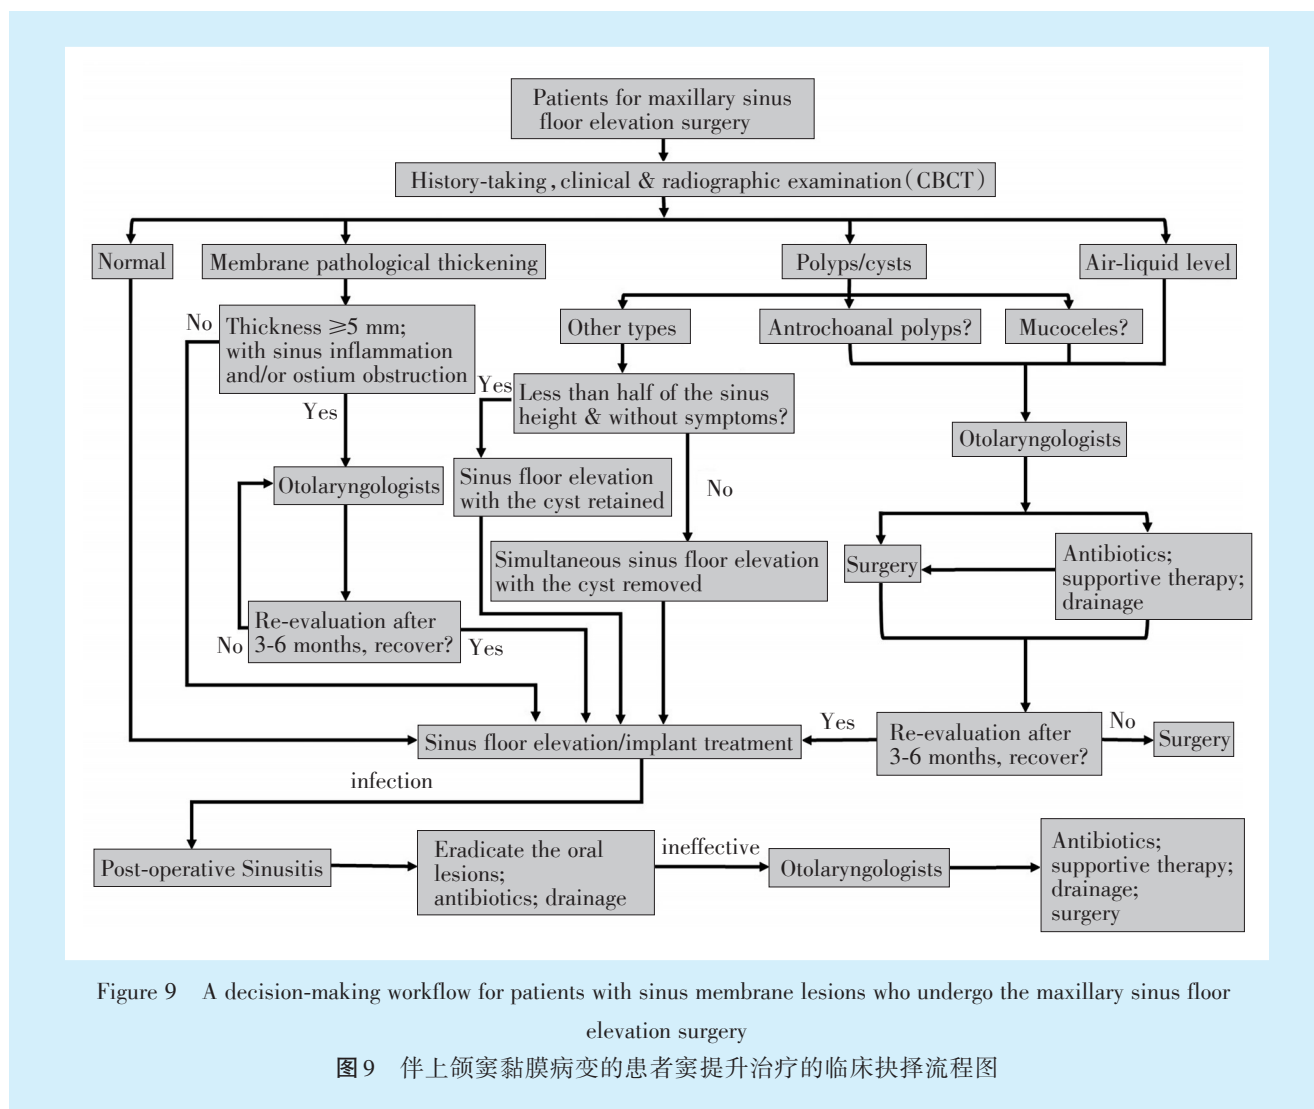 Patients for maxillary sinus
floor elevation surgery
History-taking, clinical & radiographic examination(CBCT)
Normal
Membrane pathological thickening
Polyps/cysts
Air-liquid level
No
Thickness ≥5 mm;
with sinus inflammation
and/or ostium obstruction
Other types
Antrochoanal polyps?
Mucoceles?
Yes
Yes
Less than half of the sinus
height & without symptoms?
Otolaryngologists
Otolaryngologists
Sinus floor elevation
with the cyst retained
No
Simultaneous sinus floor elevation
with the cyst removed
Surgery
Antibiotics;
supportive therapy;
drainage
Re-evaluation after
3-6 months, recover?
No
Yes
Sinus floor elevation/implant treatment
Yes
Re-evaluation after
3-6 months, recover?
No
Surgery
infection
Post-operative Sinusitis
Eradicate the oral
lesions;
antibiotics; drainage
ineffective
Otolaryngologists
Antibiotics;
supportive therapy;
drainage;
surgery
Figure 9 A decision-making workflow for patients with sinus membrane lesions who undergo the maxillary sinus floor
elevation surgery
图9 伴上颌窦黏膜病变的患者窦提升治疗的临床抉择流程图